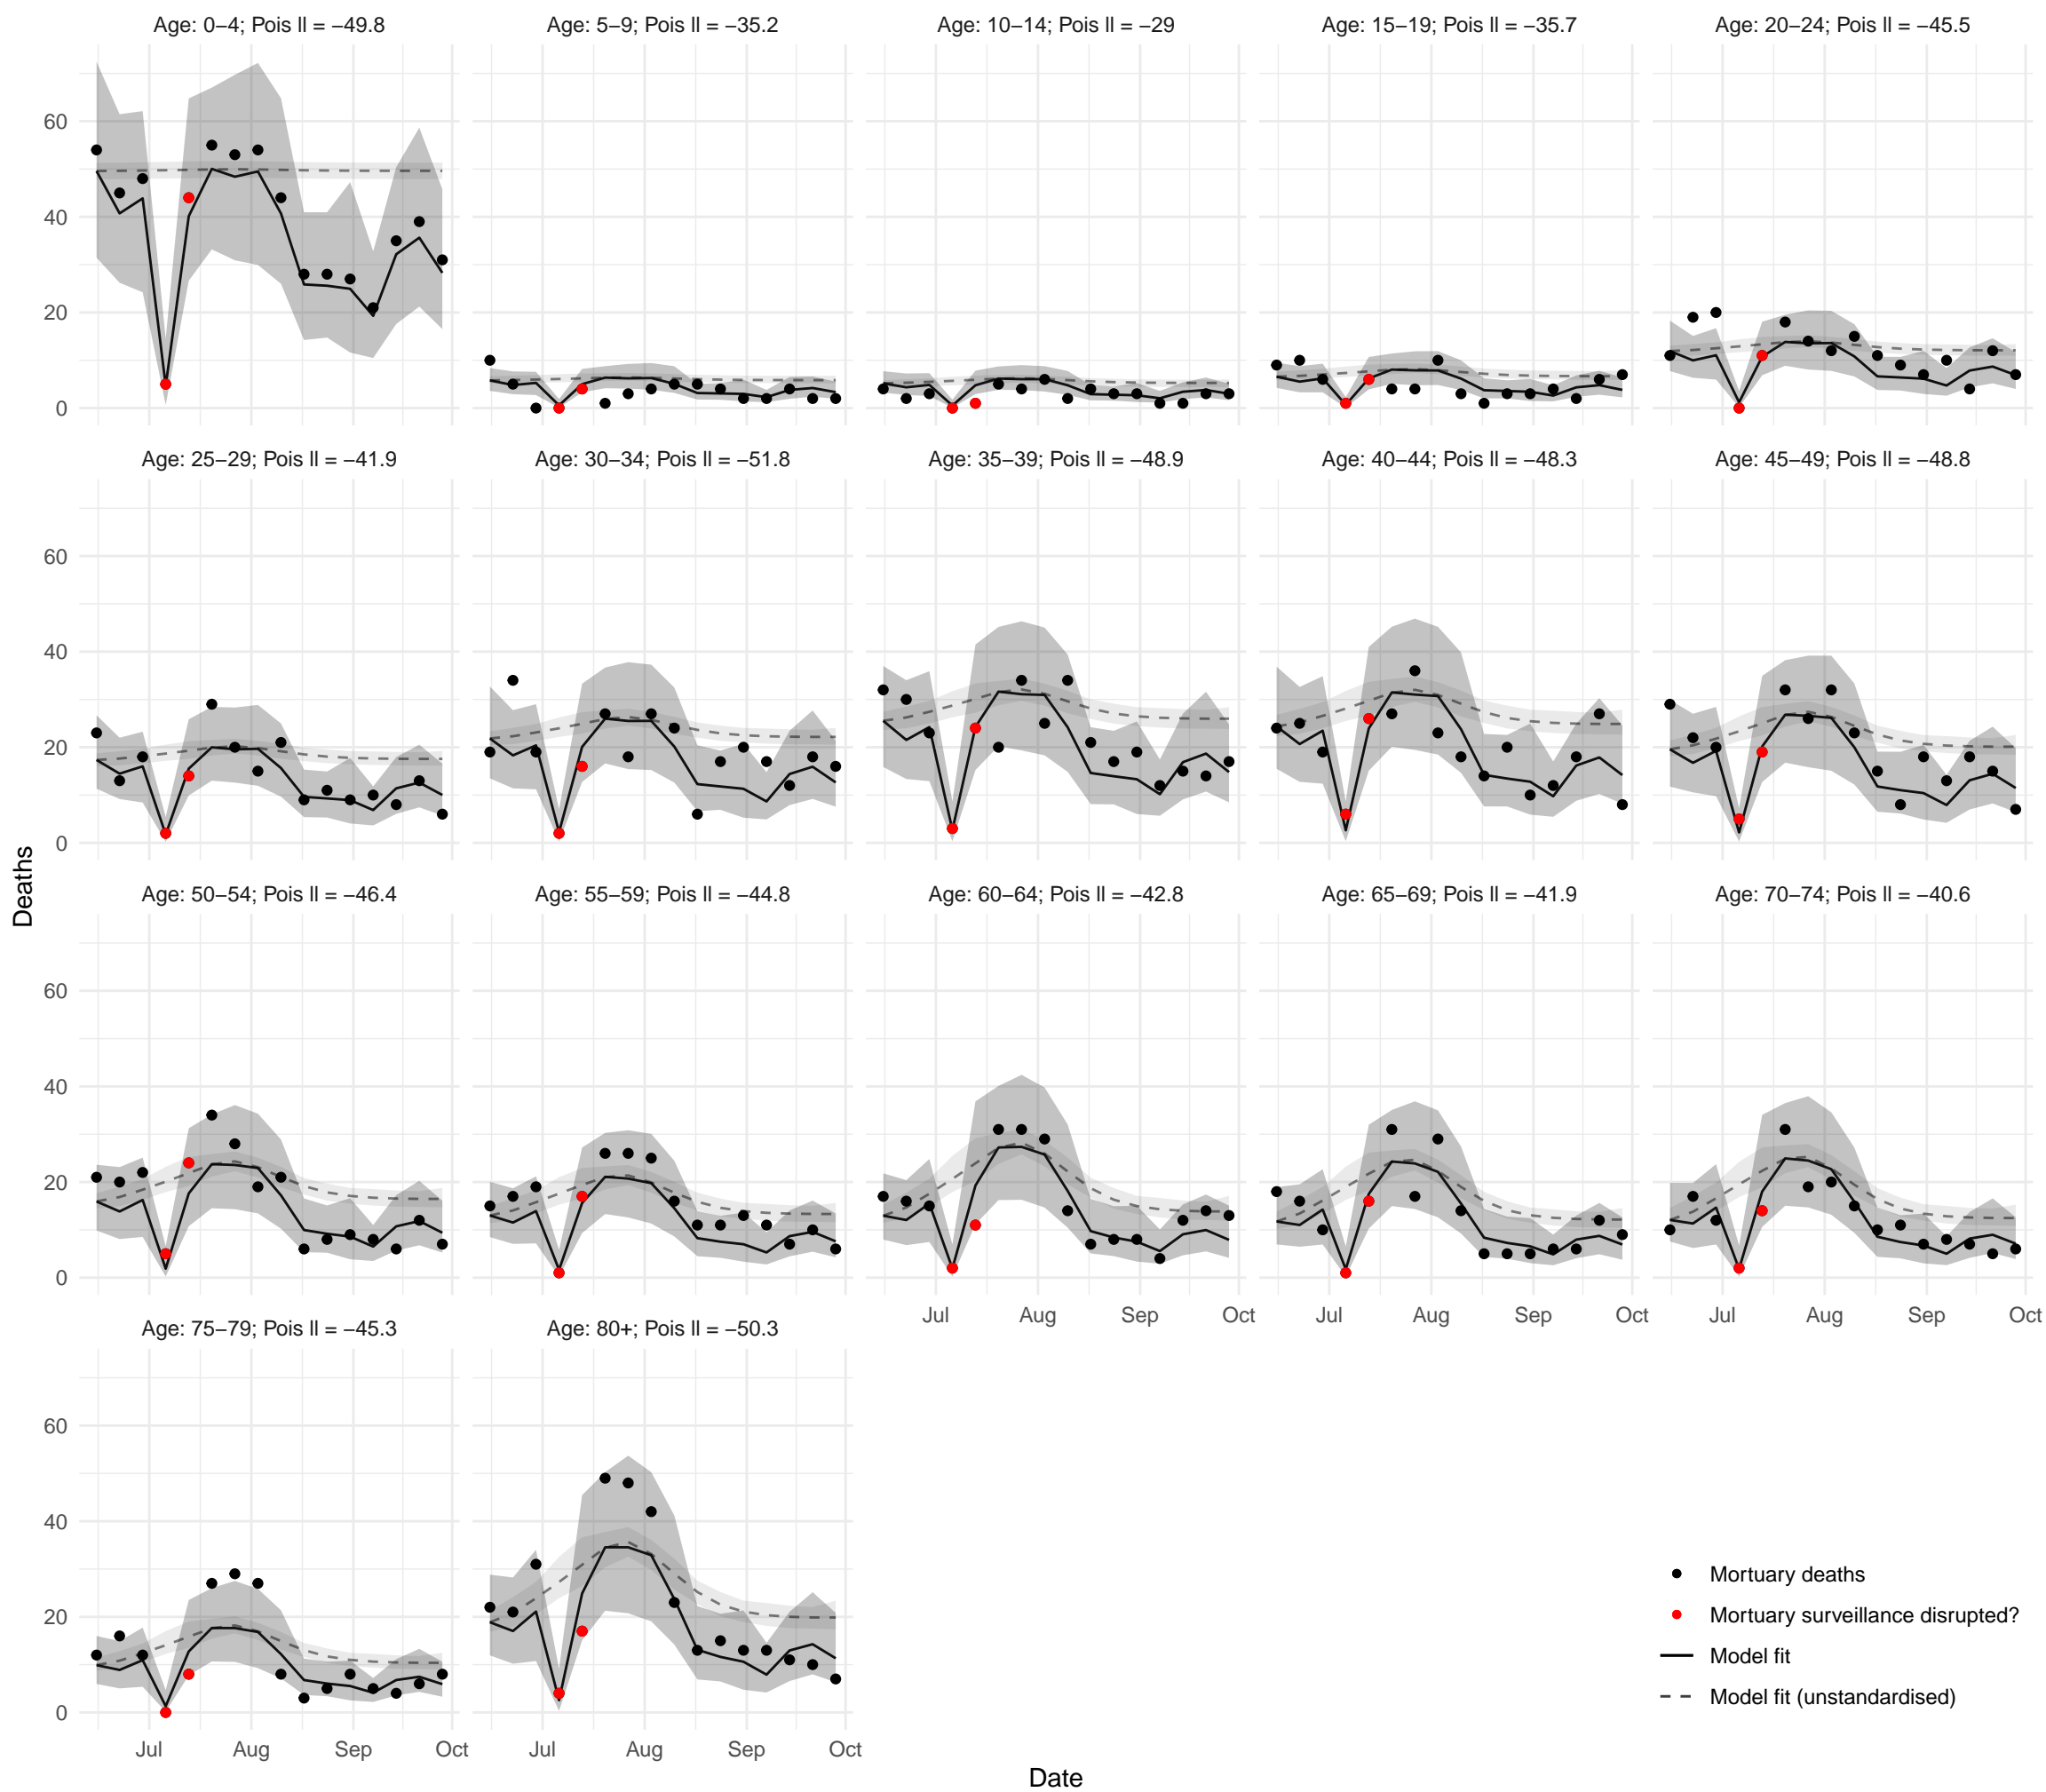 Age: 0−4; Pois ll = −49.8
Age: 5−9; Pois ll = −35.2
Age: 10−14; Pois ll = −29
Age: 15−19; Pois ll = −35.7
Age: 20−24; Pois ll = −45.5
60
40
20
0
Age: 25−29; Pois ll = −41.9
Age: 30−34; Pois ll = −51.8
Age: 35−39; Pois ll = −48.9
Age: 40−44; Pois ll = −48.3
Age: 45−49; Pois ll = −48.8
60
40
20
0
Deaths
Age: 50−54; Pois ll = −46.4
Age: 55−59; Pois ll = −44.8
Age: 60−64; Pois ll = −42.8
Age: 65−69; Pois ll = −41.9
Age: 70−74; Pois ll = −40.6
60
40
20
0
Jul Aug Sep Oct
Jul Aug Sep Oct
Jul Aug Sep Oct
Age: 75−79; Pois ll = −45.3
Age: 80+; Pois ll = −50.3
60
40
20
0
Jul Aug Sep Oct
Jul Aug Sep Oct
Mortuary deaths
Mortuary surveillance disrupted?
Model fit
Model fit (unstandardised)
Date